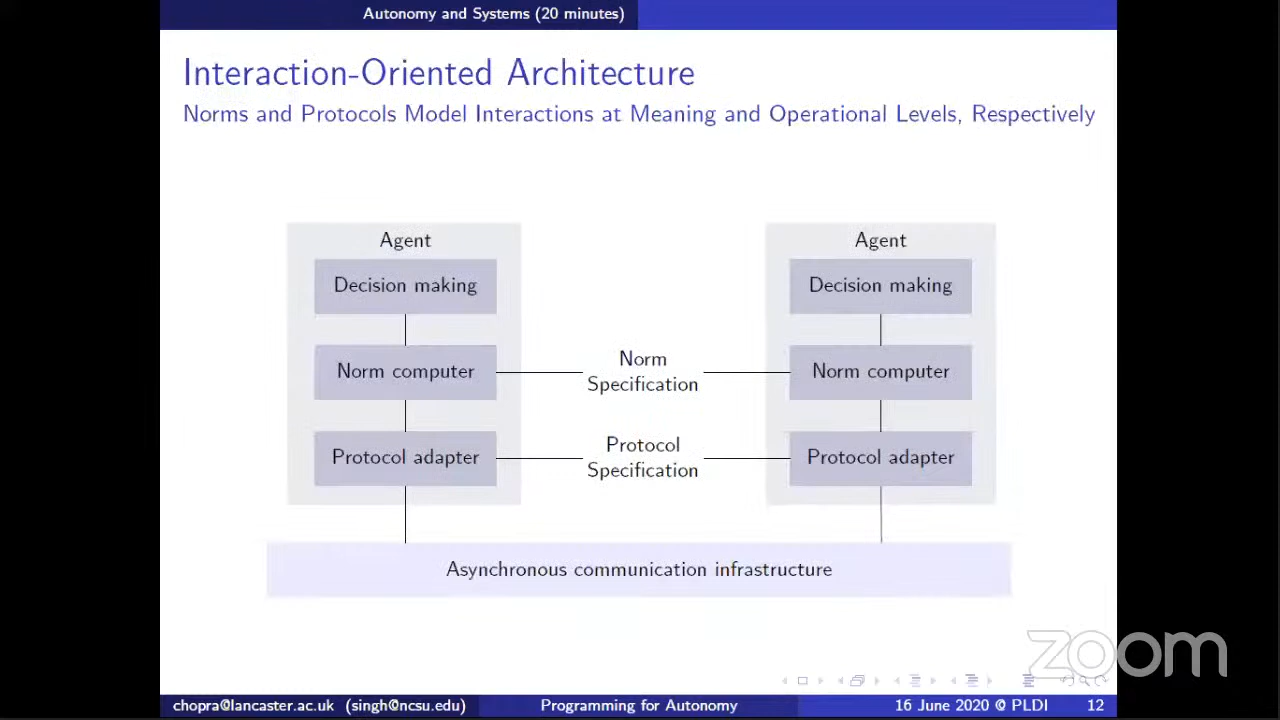 Autonomy and Systems (20 minutes)
Interaction-Oriented Architecture
Norms and Protocols Model Interactions at Meaning and Operational Levels, Respectively
Agent
Agent
Decision making
Decision making
Norm computer
Norm
Specification
Norm computer
Protocol adapter
Protocol
Specification
Protocol adapter
Asynchronous communication infrastructure
zoom
chopra@lancaster.ac.uk (singh@ncsu.edu)
Programming for Autonomy
16 June 2020 @ PLDI
12